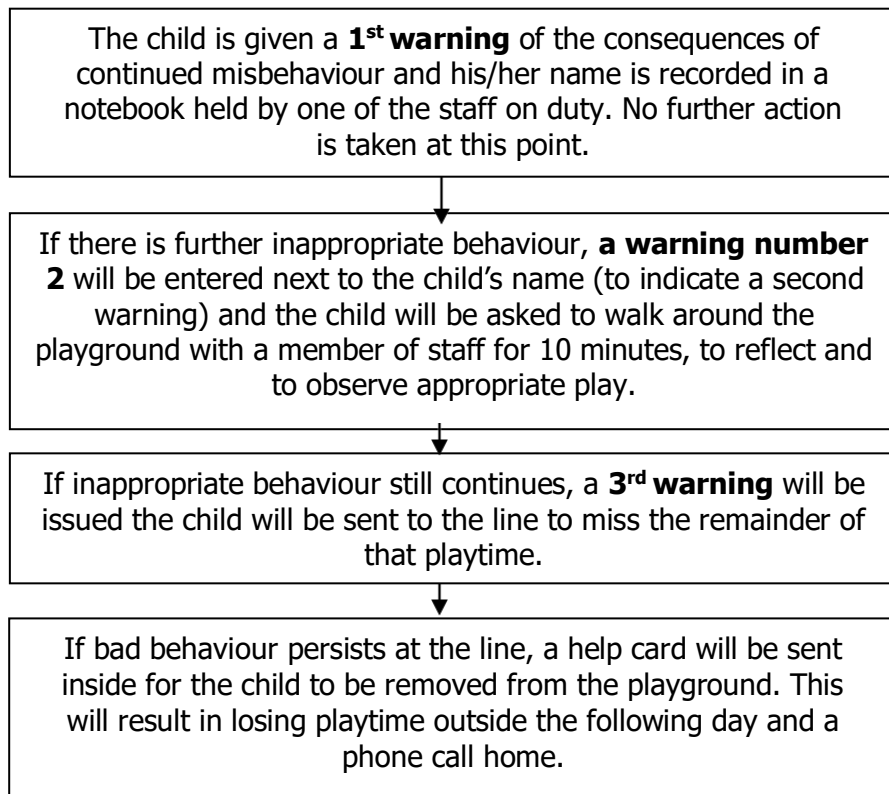 The child is given a 1st warning of the consequences of
continued misbehaviour and his/her name is recorded in a
notebook held by one of the staff on duty. No further action
is taken at this point.
If there is further inappropriate behaviour, a warning number
2 will be entered next to the child’s name (to indicate a second
warning) and the child will be asked to walk around the
playground with a member of staff for 10 minutes, to reflect and
to observe appropriate play.
If inappropriate behaviour still continues, a 3rd warning will be
issued the child will be sent to the line to miss the remainder of
that playtime.
If bad behaviour persists at the line, a help card will be sent
inside for the child to be removed from the playground. This
will result in losing playtime outside the following day and a
phone call home.